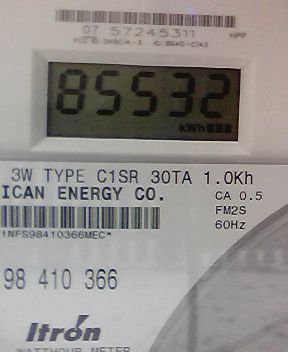 07 57245311 NPP
85532
kWh
3W TYPE C1SR 30TA 1.0Kh
ICAN ENERGY CO. CA 0.5
FM2S
60Hz
1NFS98410366MEC*
98 410 366
Itron
WATTHOUR METER